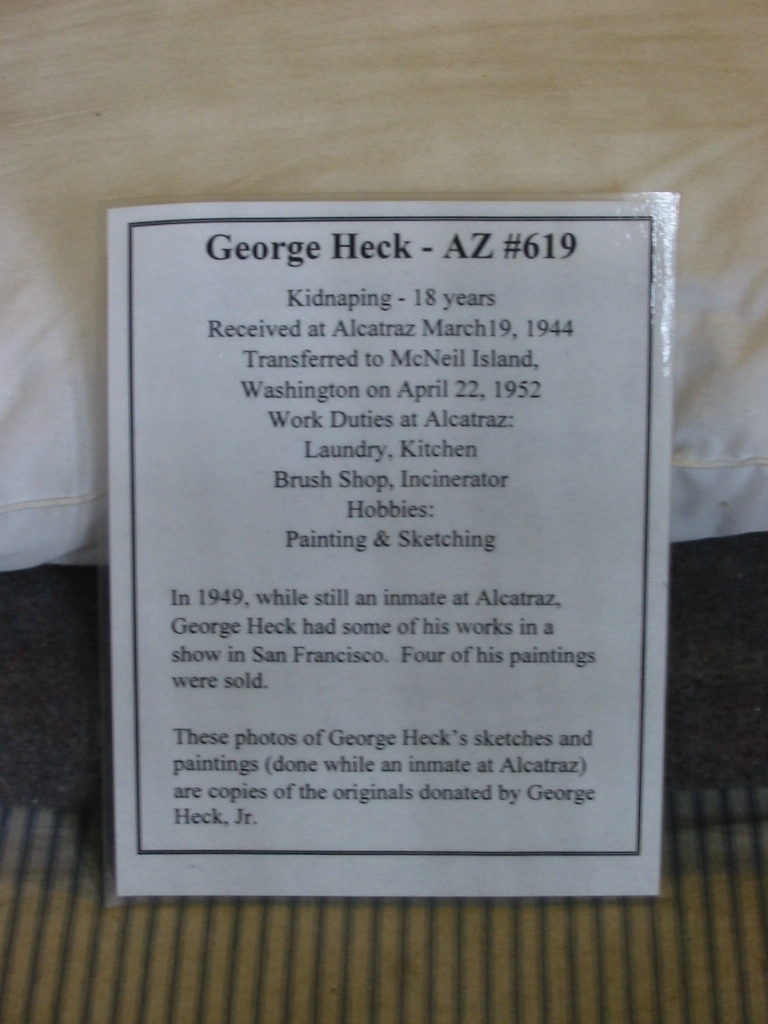 George Heck - AZ #619
Kidnaping - 18 years
Received at Alcatraz March19, 1944
Transferred to McNeil Island,
Washington on April 22, 1952
Work Duties at Alcatraz:
Laundry, Kitchen
Brush Shop, Incinerator
Hobbies:
Painting & Sketching
In 1949, while still an inmate at Alcatraz,
George Heck had some of his works in a
show in San Francisco. Four of his paintings
were sold.
These photos of George Heck's sketches and
paintings (done while an inmate at Alcatraz)
are copies of the originals donated by George
Heck, Jr.